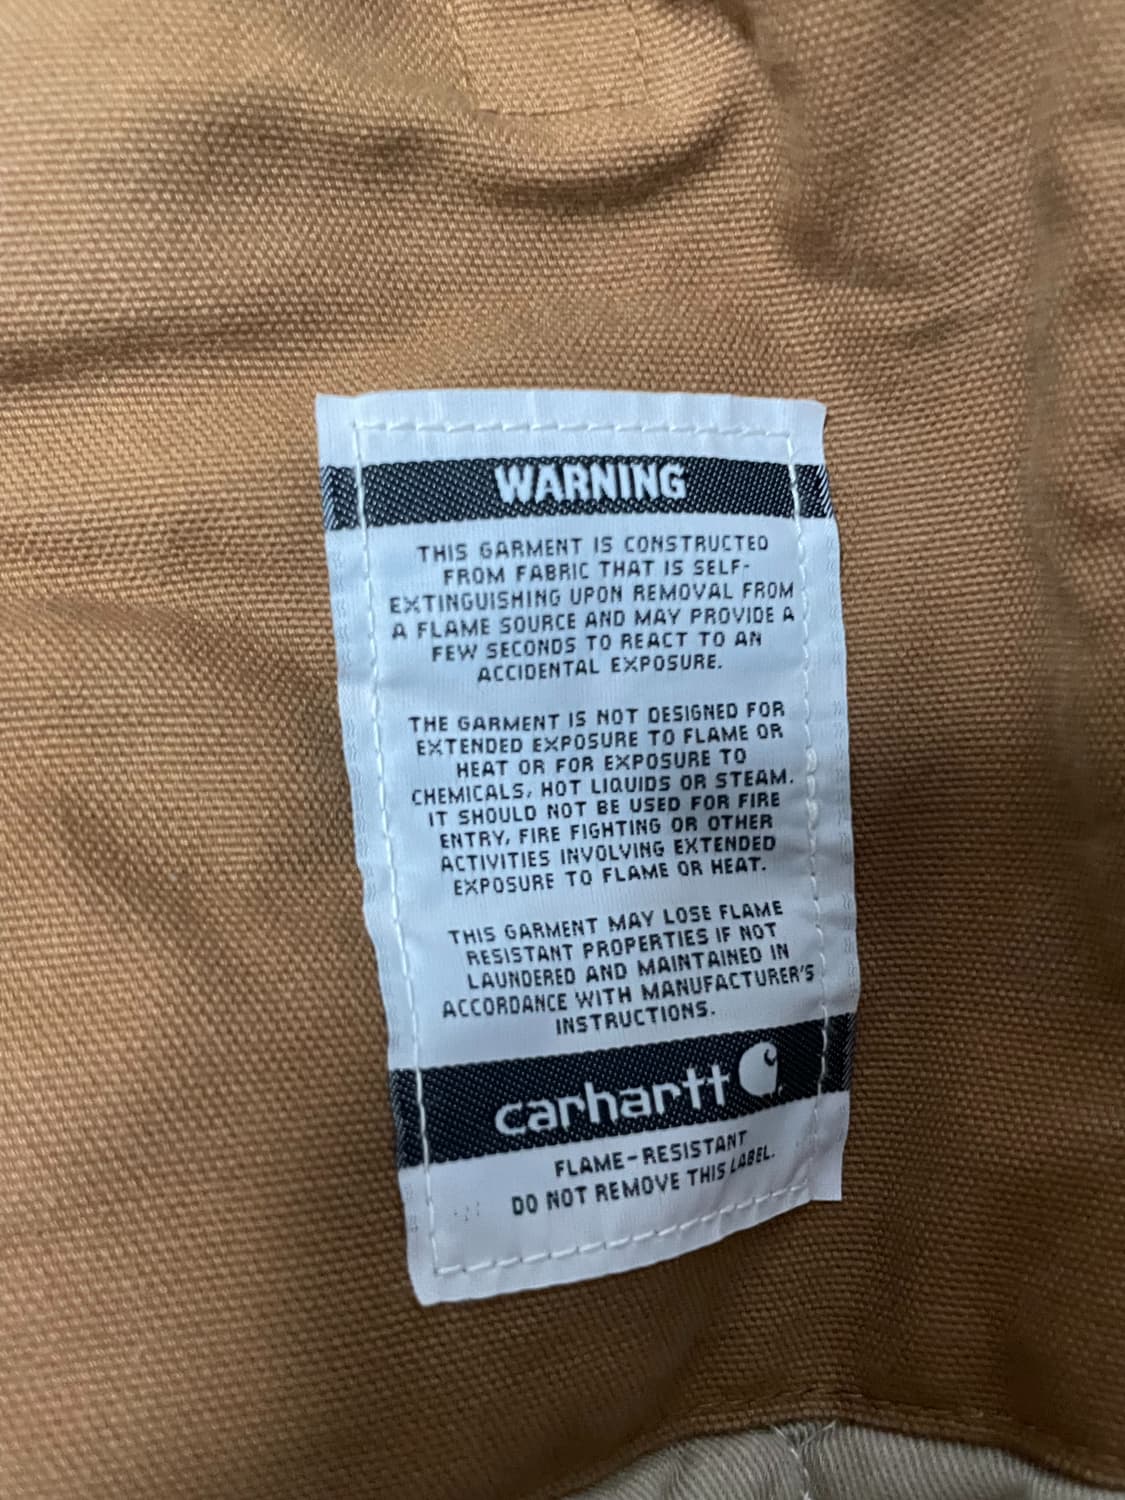 WARNING
THIS GARMENT IS CONSTRUCTED
FROM FABRIC THAT IS SELF-
EXTINGUISHING UPON REMOVAL FROM
A FLAME SOURCE AND MAY PROVIDE A
FEW SECONDS TO REACT TO AN
ACCIDENTAL EXPOSURE.
THE GARMENT IS NOT DESIGNED FOR
EXTENDED EXPOSURE TO FLAME OR
HEAT OR FOR EXPOSURE TO
CHEMICALS, HOT LIQUIDS OR STEAM.
IT SHOULD NOT BE USED FOR FIRE
ENTRY, FIRE FIGHTING OR OTHER
ACTIVITIES INVOLVING EXTENDED
EXPOSURE TO FLAME OR HEAT.
THIS GARMENT MAY LOSE FLAME
RESISTANT PROPERTIES IF NOT
LAUNDERED AND MAINTAINED IN
ACCORDANCE WITH MANUFACTURER'S
INSTRUCTIONS.
carhartt
FLAME-RESISTANT
DO NOT REMOVE THIS LABEL.